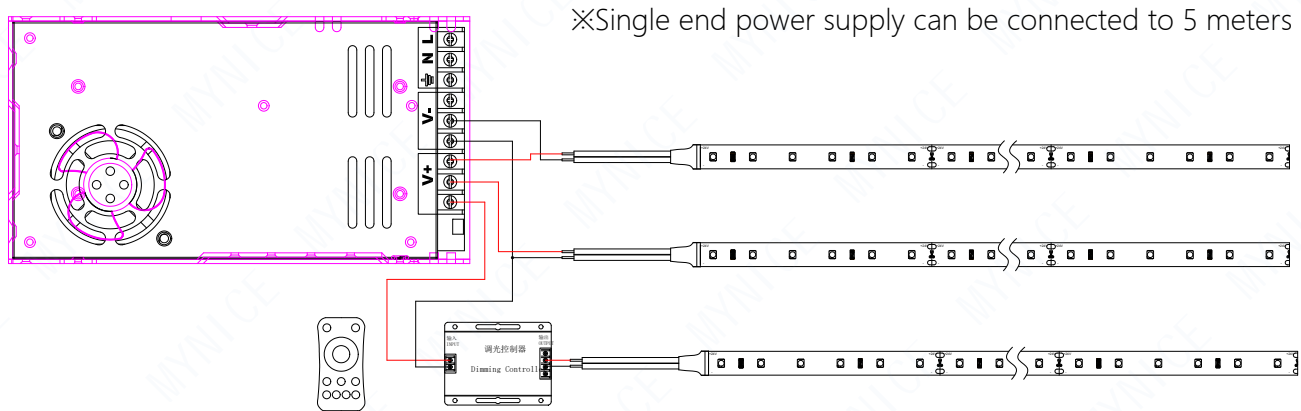 ※Single end power supply can be connected to 5 meters
L
N
V-
V+
输入
INPUT
输出
OUTPUT
调光控制器
Dimming Controll
MYNICE